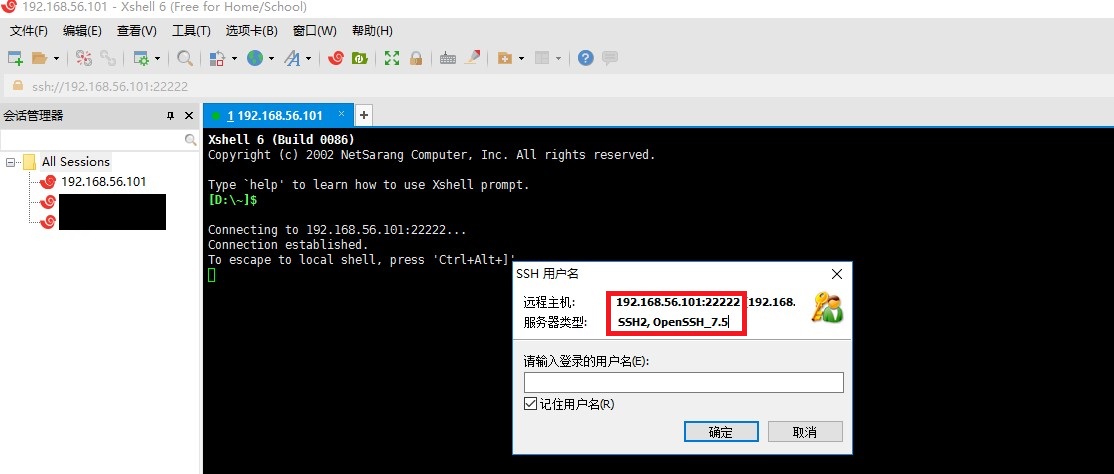 192.168.56.101 - Xshell 6 (Free for Home/School)
文件(F) 编辑(E) 查看(V) 工具(T) 选项卡(B) 窗口(W) 帮助(H)
ssh://192.168.56.101:22222
会话管理器
1 192.168.56.101
All Sessions
192.168.56.101
Xshell 6 (Build 0086)
Copyright (c) 2002 NetSarang Computer, Inc. All rights reserved.
Type `help' to learn how to use Xshell prompt.
[D:\~]$
Connecting to 192.168.56.101:22222...
Connection established.
To escape to local shell, press 'Ctrl+Alt+]'
SSH 用户名
远程主机: 192.168.56.101:22222 192.168.
服务器类型: SSH2, OpenSSH_7.5
请输入登录的用户名(E):
记住用户名(R)
确定 取消